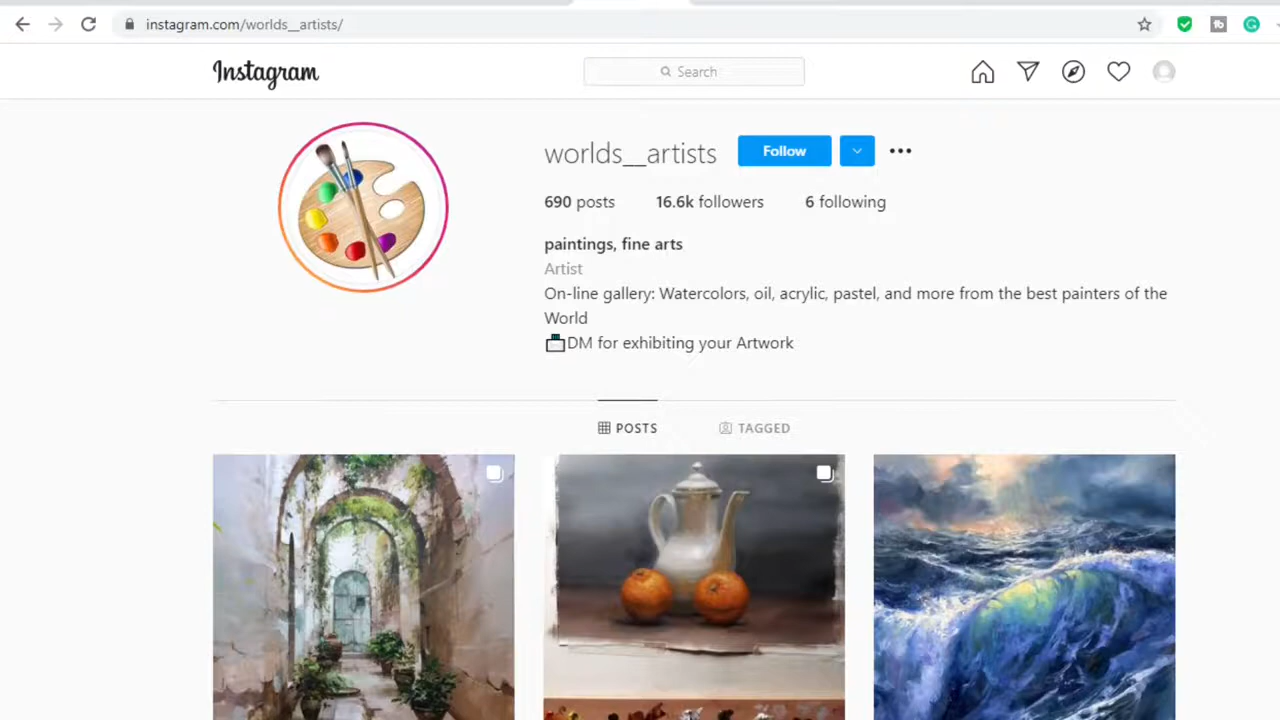 instagram.com/worlds__artists/
Instagram
Search
worlds__artists Follow
690 posts 16.6k followers 6 following
paintings, fine arts
Artist
On-line gallery: Watercolors, oil, acrylic, pastel, and more from the best painters of the
World
DM for exhibiting your Artwork
POSTS TAGGED